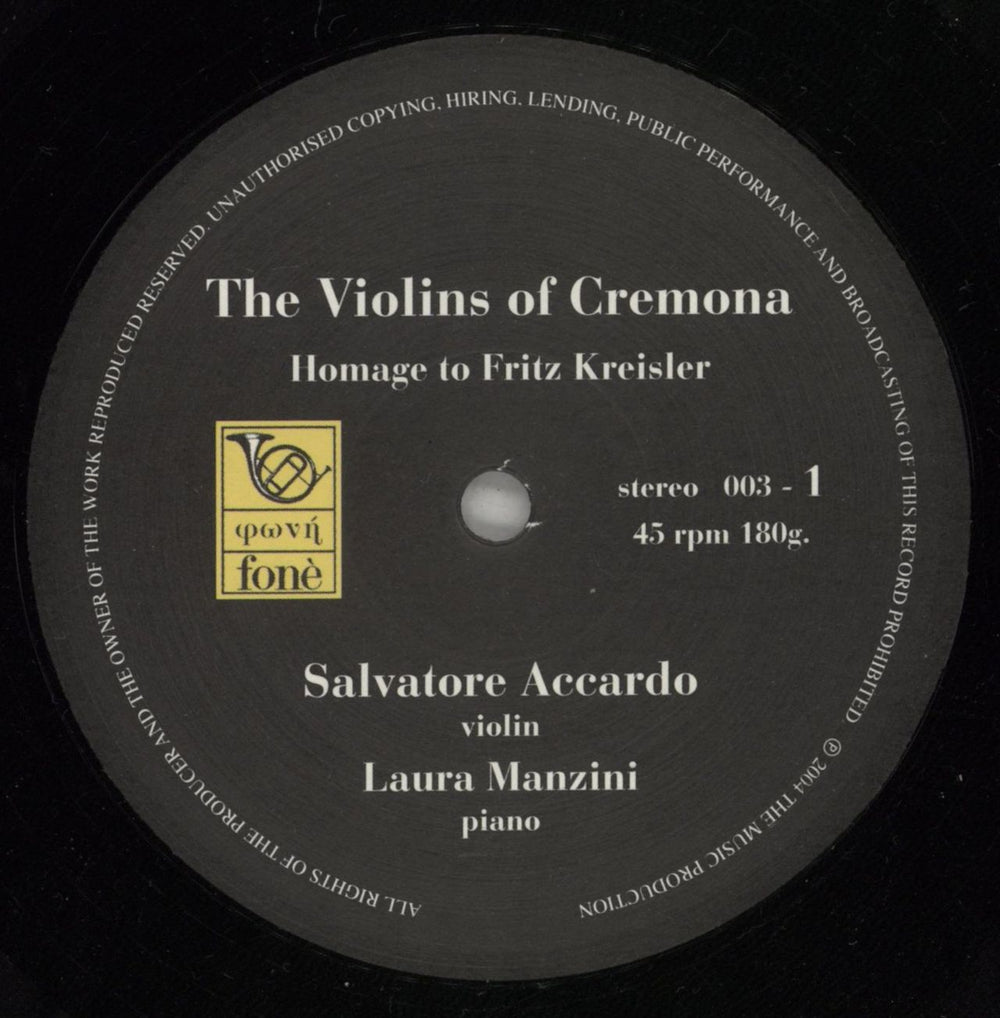 The Violins of Cremona
Homage to Fritz Kreisler
φωνή
fonè
stereo 003 - 1
45 rpm 180g.
Salvatore Accardo
violin
Laura Manzini
piano
ALL RIGHTS OF THE PRODUCER AND THE OWNER OF THE WORK REPRODUCED RESERVED. UNAUTHORISED COPYING, HIRING, LENDING, PUBLIC PERFORMANCE AND BROADCASTING OF THIS RECORD PROHIBITED ℗ 2004 THE MUSIC PRODUCTION